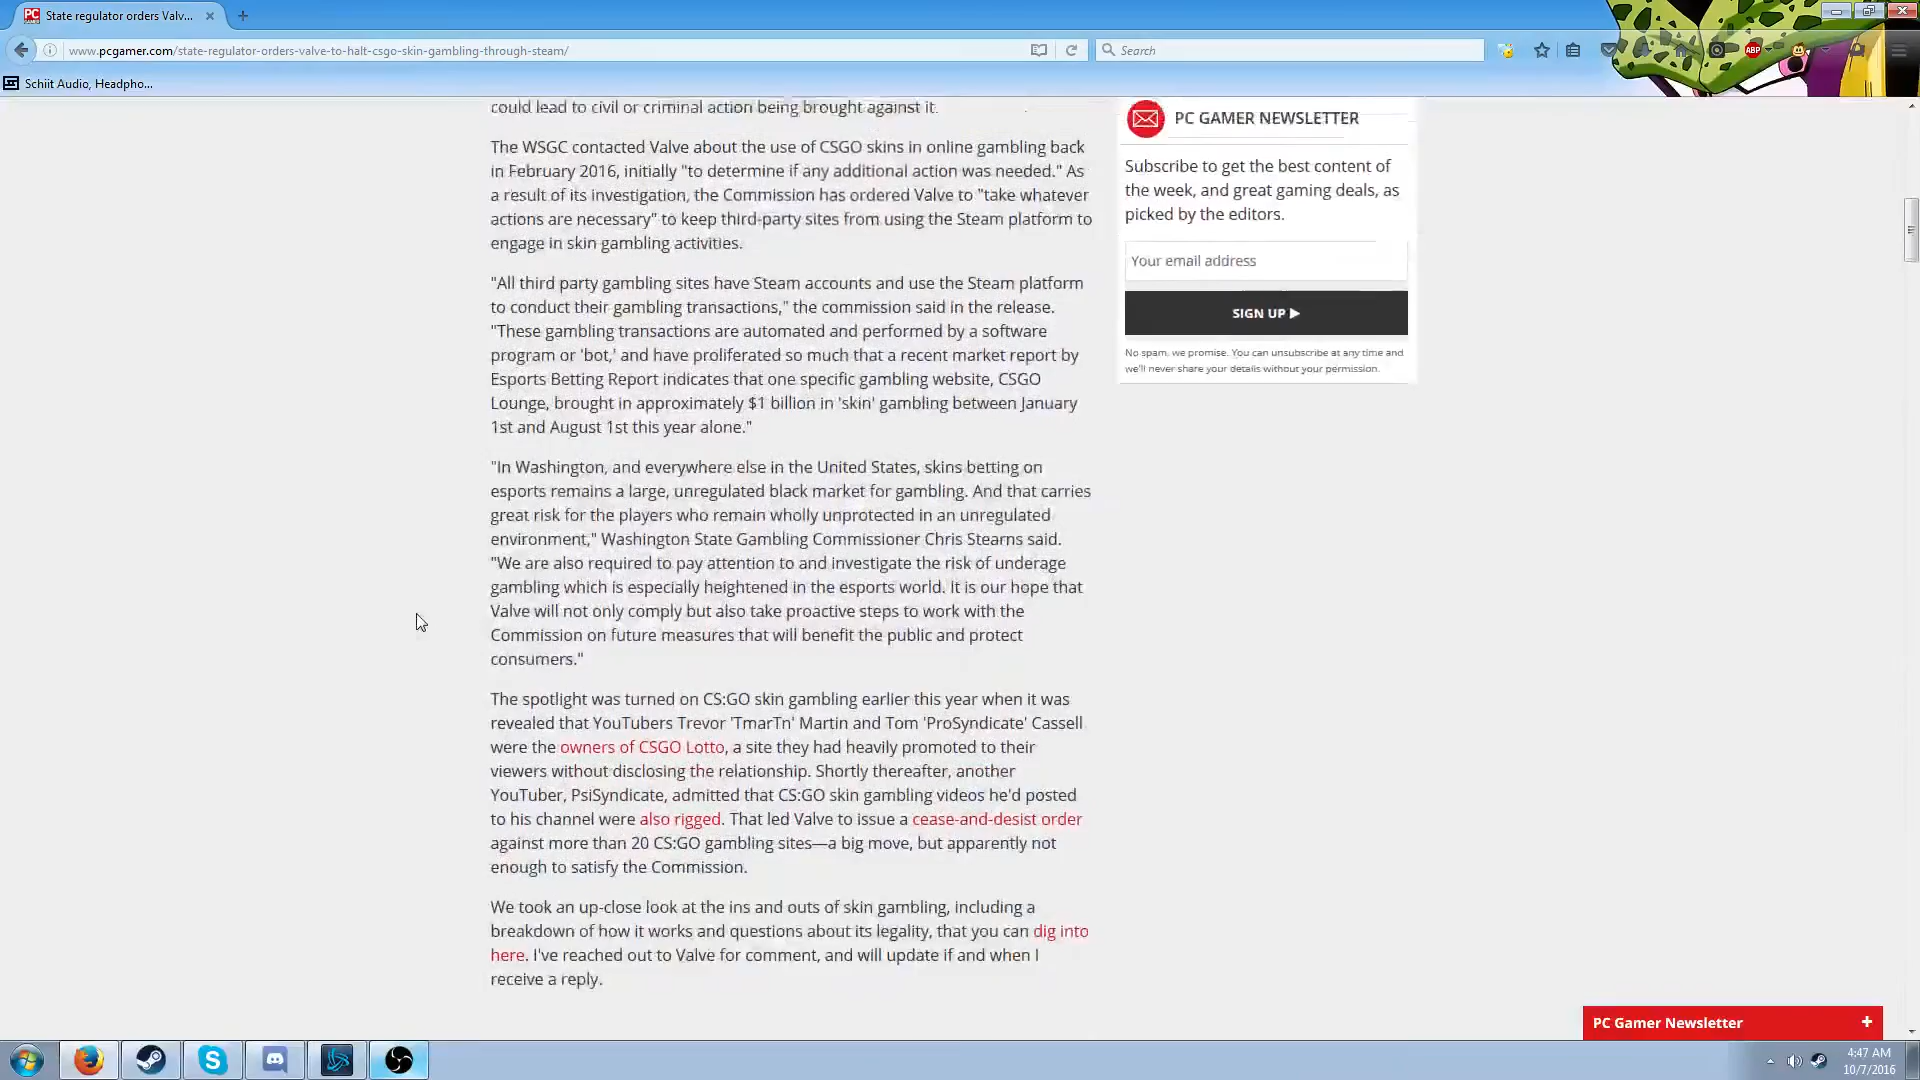 State regulator orders Valv...
www.pcgamer.com/state-regulator-orders-valve-to-halt-csgo-skin-gambling-through-steam/
Search
ABP
Schiit Audio, Headpho...
could lead to civil or criminal action being brought against it.
The WSGC contacted Valve about the use of CSGO skins in online gambling back
in February 2016, initially "to determine if any additional action was needed." As
a result of its investigation, the Commission has ordered Valve to "take whatever
actions are necessary" to keep third-party sites from using the Steam platform to
engage in skin gambling activities.
"All third party gambling sites have Steam accounts and use the Steam platform
to conduct their gambling transactions," the commission said in the release.
"These gambling transactions are automated and performed by a software
program or 'bot,' and have proliferated so much that a recent market report by
Esports Betting Report indicates that one specific gambling website, CSGO
Lounge, brought in approximately $1 billion in 'skin' gambling between January
1st and August 1st this year alone."
"In Washington, and everywhere else in the United States, skins betting on
esports remains a large, unregulated black market for gambling. And that carries
great risk for the players who remain wholly unprotected in an unregulated
environment," Washington State Gambling Commissioner Chris Stearns said.
"We are also required to pay attention to and investigate the risk of underage
gambling which is especially heightened in the esports world. It is our hope that
Valve will not only comply but also take proactive steps to work with the
Commission on future measures that will benefit the public and protect
consumers."
The spotlight was turned on CS:GO skin gambling earlier this year when it was
revealed that YouTubers Trevor 'TmarTn' Martin and Tom 'ProSyndicate' Cassell
were the owners of CSGO Lotto, a site they had heavily promoted to their
viewers without disclosing the relationship. Shortly thereafter, another
YouTuber, PsiSyndicate, admitted that CS:GO skin gambling videos he'd posted
to his channel were also rigged. That led Valve to issue a cease-and-desist order
against more than 20 CS:GO gambling sites—a big move, but apparently not
enough to satisfy the Commission.
We took an up-close look at the ins and outs of skin gambling, including a
breakdown of how it works and questions about its legality, that you can dig into
here. I've reached out to Valve for comment, and will update if and when I
receive a reply.
PC GAMER NEWSLETTER
Subscribe to get the best content of
the week, and great gaming deals, as
picked by the editors.
Your email address
SIGN UP ▶
No spam, we promise. You can unsubscribe at any time and
we'll never share your details without your permission.
PC Gamer Newsletter +
4:47 AM
10/7/2016